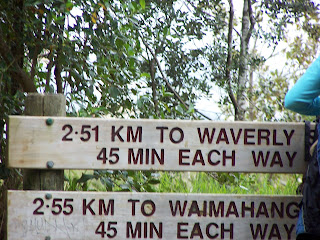 2·51 KM TO WAVERLY
45 MIN EACH WAY
2·55 KM TO WAIMAHANG
45 MIN EACH WAY